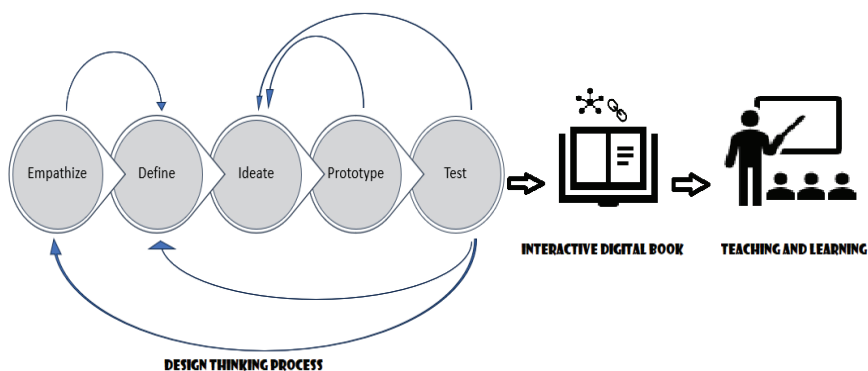 Empathize
Define
Ideate
Prototype
Test
INTERACTIVE DIGITAL BOOK
TEACHING AND LEARNING
DESIGN THINKING PROCESS